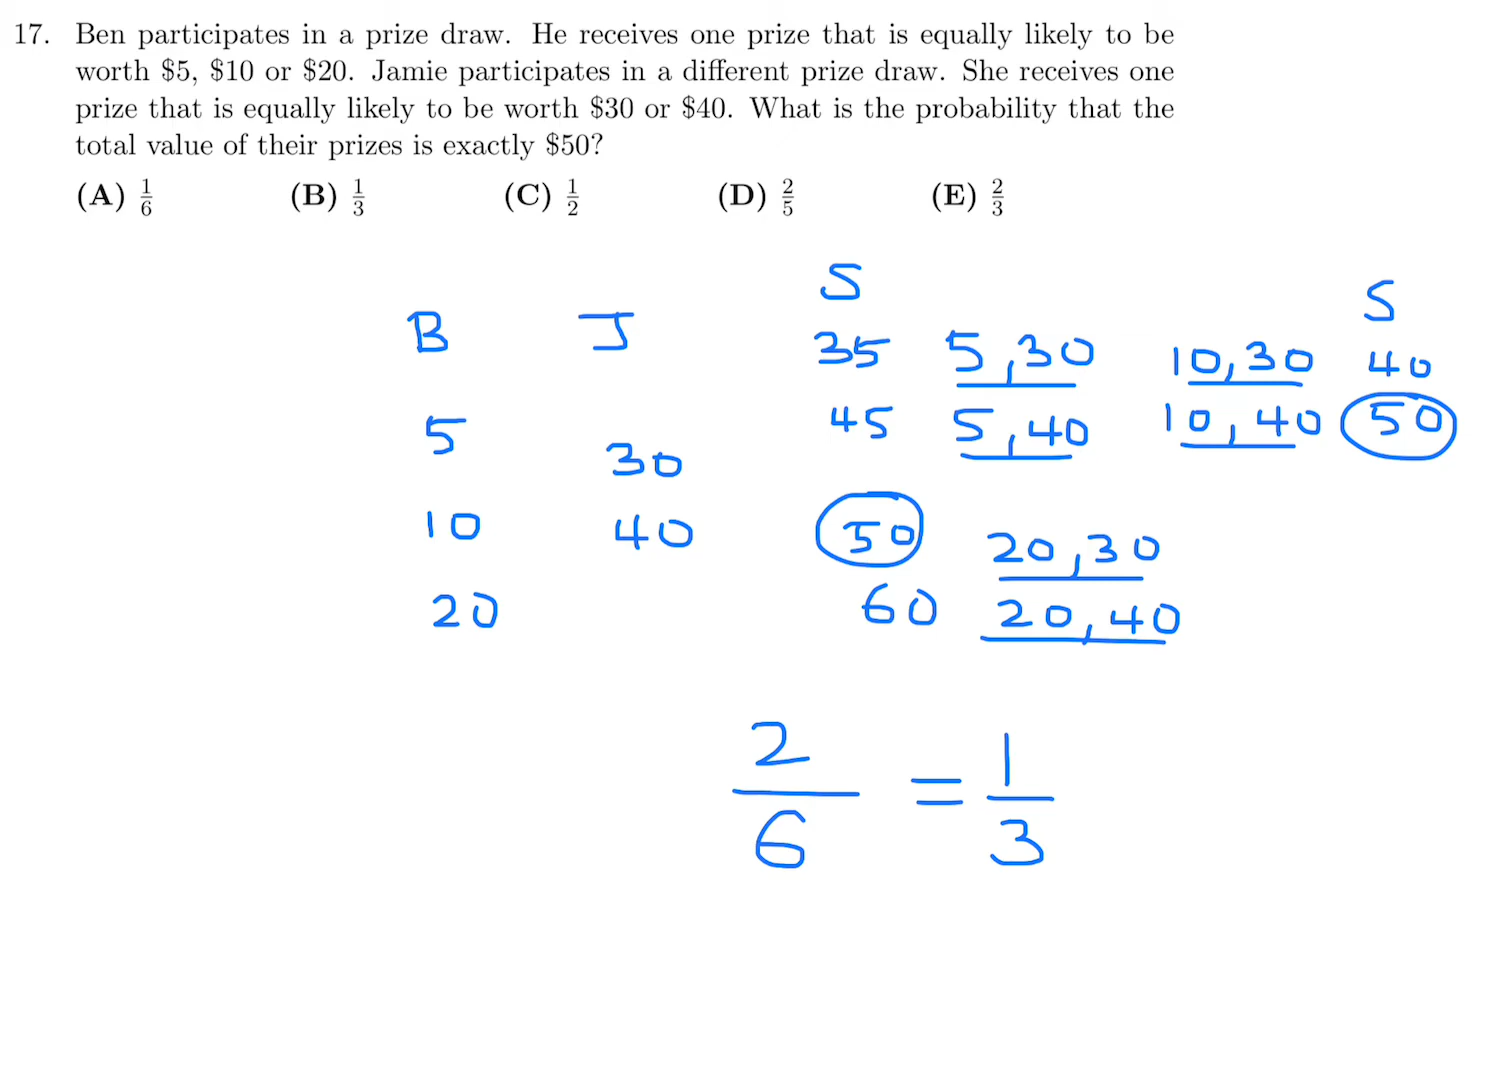 17. Ben participates in a prize draw. He receives one prize that is equally likely to be
worth $5, $10 or $20. Jamie participates in a different prize draw. She receives one
prize that is equally likely to be worth $30 or $40. What is the probability that the
total value of their prizes is exactly $50?
(A) 1/6 (B) 1/3 (C) 1/2 (D) 2/5 (E) 2/3
S
S
B J
35 5,30 10,30 40
45 5,40 10,40 50
5
30
10 40
50 20,30
20
60 20,40
2/6 = 1/3